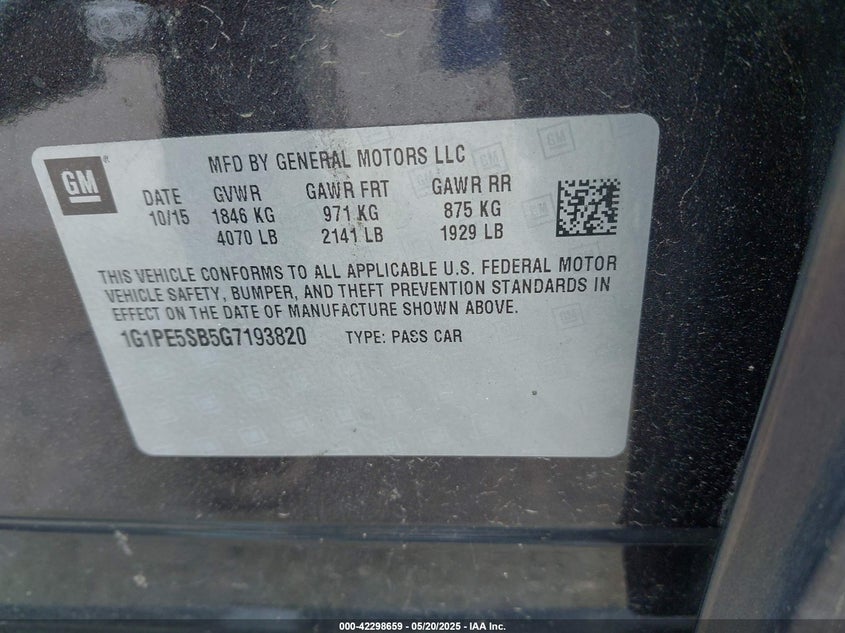 MFD BY GENERAL MOTORS LLC
GM ®
DATE GVWR GAWR FRT GAWR RR
10/15 1846 KG 971 KG 875 KG
4070 LB 2141 LB 1929 LB
THIS VEHICLE CONFORMS TO ALL APPLICABLE U.S. FEDERAL MOTOR
VEHICLE SAFETY, BUMPER, AND THEFT PREVENTION STANDARDS IN
EFFECT ON THE DATE OF MANUFACTURE SHOWN ABOVE.
1G1PE5SB5G7193820 TYPE: PASS CAR
000-42298659 - 05/20/2025 - IAA Inc.